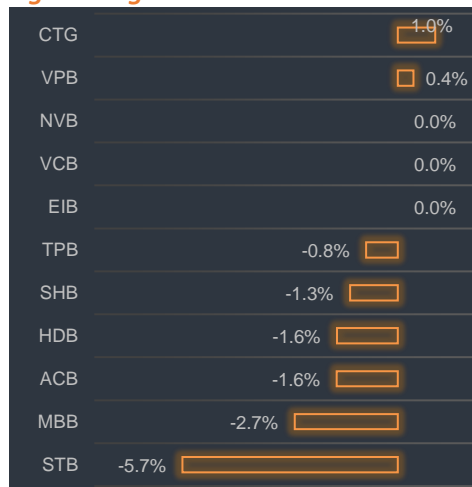 CTG 1.0%
VPB 0.4%
NVB 0.0%
VCB 0.0%
EIB 0.0%
TPB -0.8%
SHB -1.3%
HDB -1.6%
ACB -1.6%
MBB -2.7%
STB -5.7%